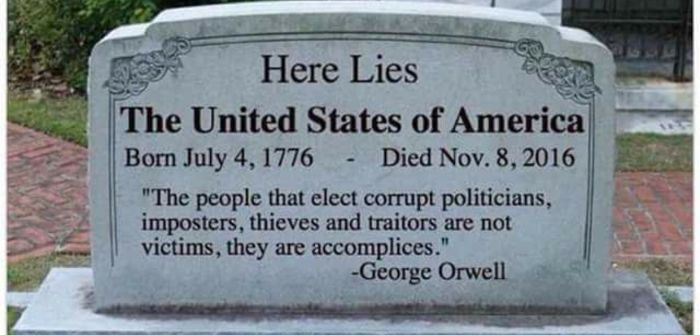 Here Lies
The United States of America
Born July 4, 1776 - Died Nov. 8, 2016
"The people that elect corrupt politicians,
imposters, thieves and traitors are not
victims, they are accomplices."
-George Orwell